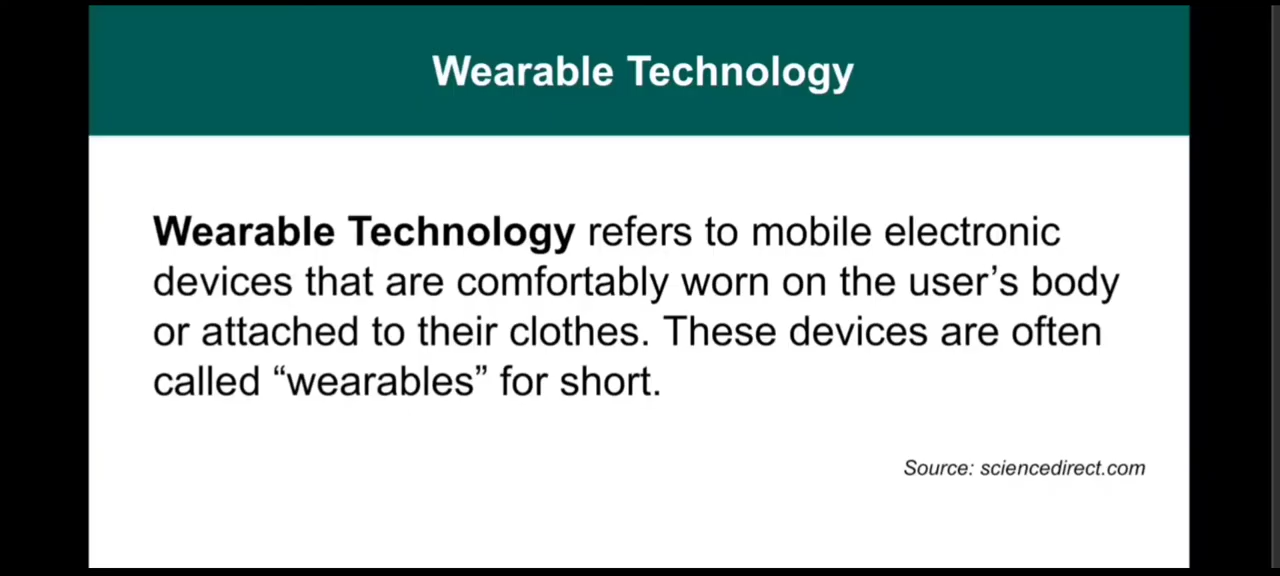 Wearable Technology
Wearable Technology refers to mobile electronic
devices that are comfortably worn on the user’s body
or attached to their clothes. These devices are often
called “wearables” for short.
Source: sciencedirect.com